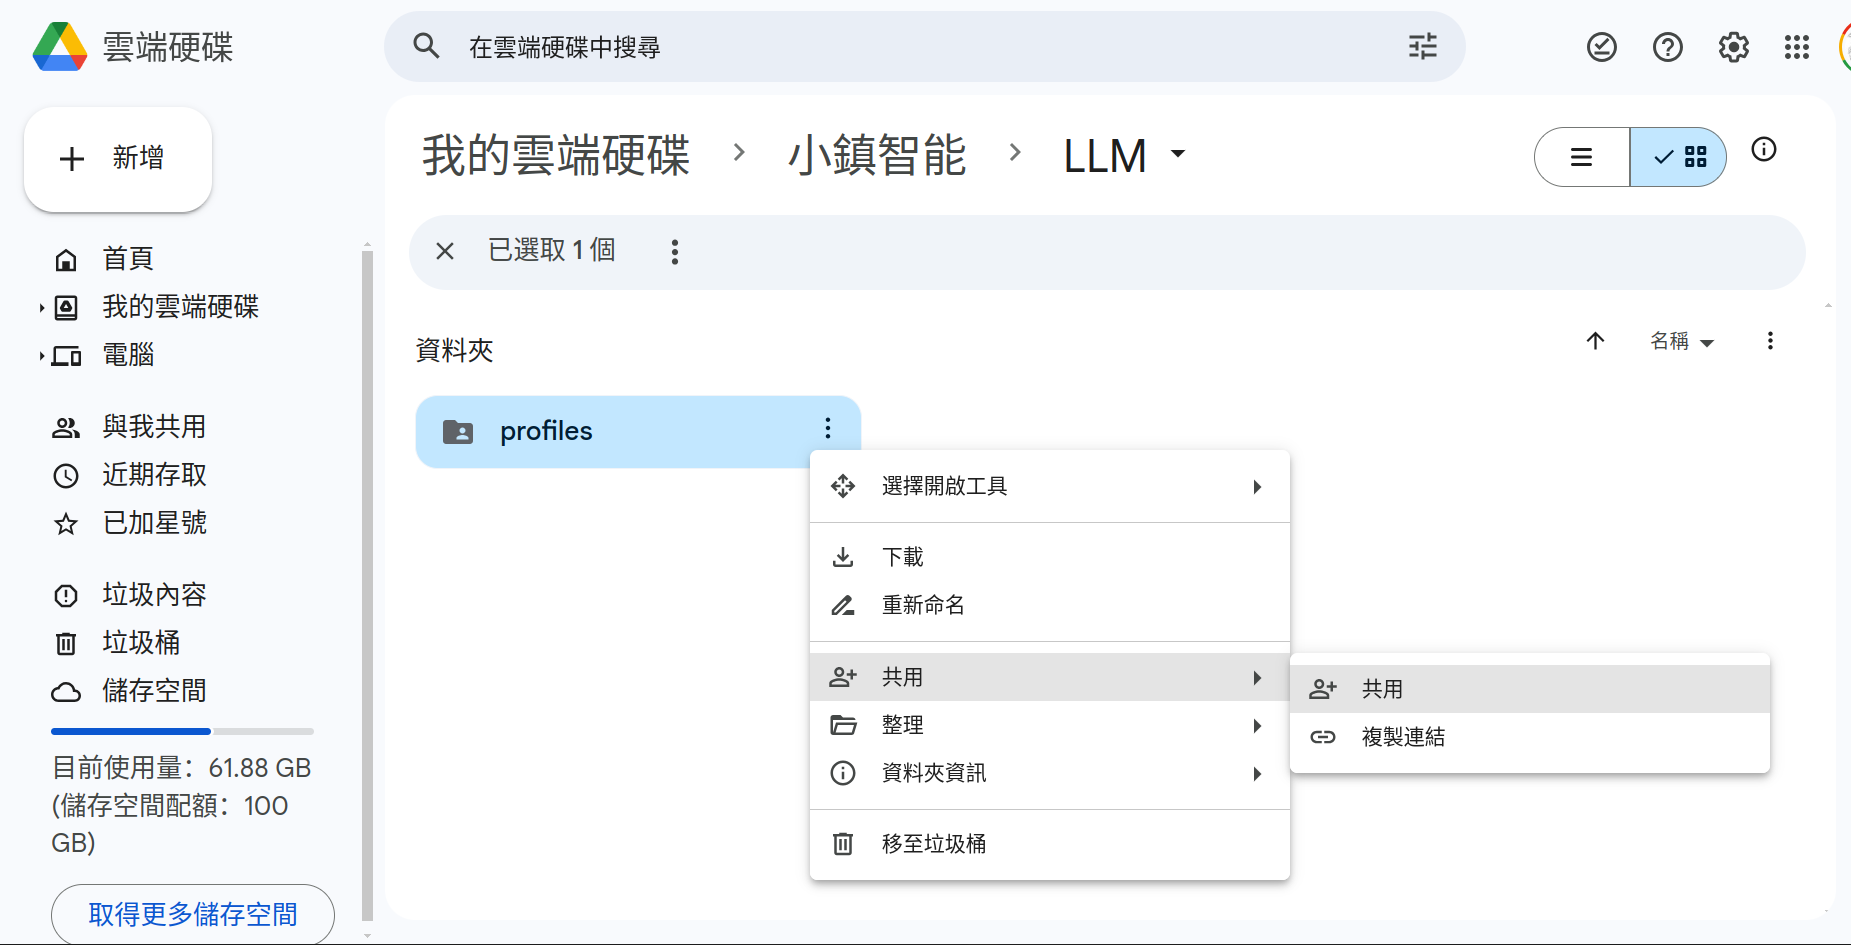 雲端硬碟
在雲端硬碟中搜尋
新增
首頁
我的雲端硬碟
電腦
與我共用
近期存取
已加星號
垃圾內容
垃圾桶
儲存空間
目前使用量：61.88 GB
(儲存空間配額：100
GB)
取得更多儲存空間
我的雲端硬碟 > 小鎮智能 > LLM
已選取 1 個
資料夾
名稱
profiles
選擇開啟工具
下載
重新命名
共用
整理
資料夾資訊
移至垃圾桶
共用
複製連結